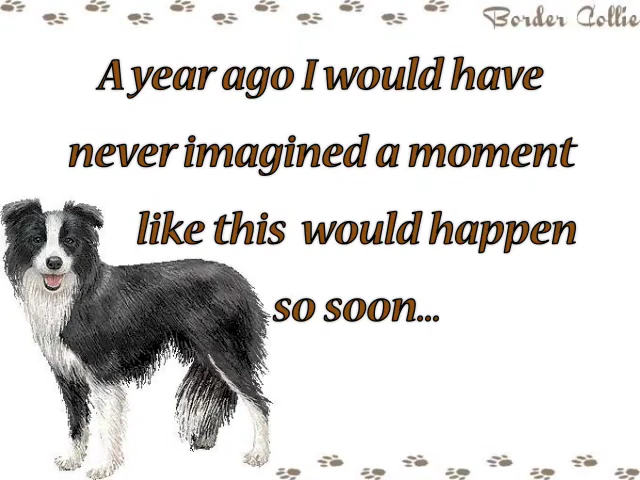 Border Collie
A year ago I would have
never imagined a moment
like this would happen
so soon...